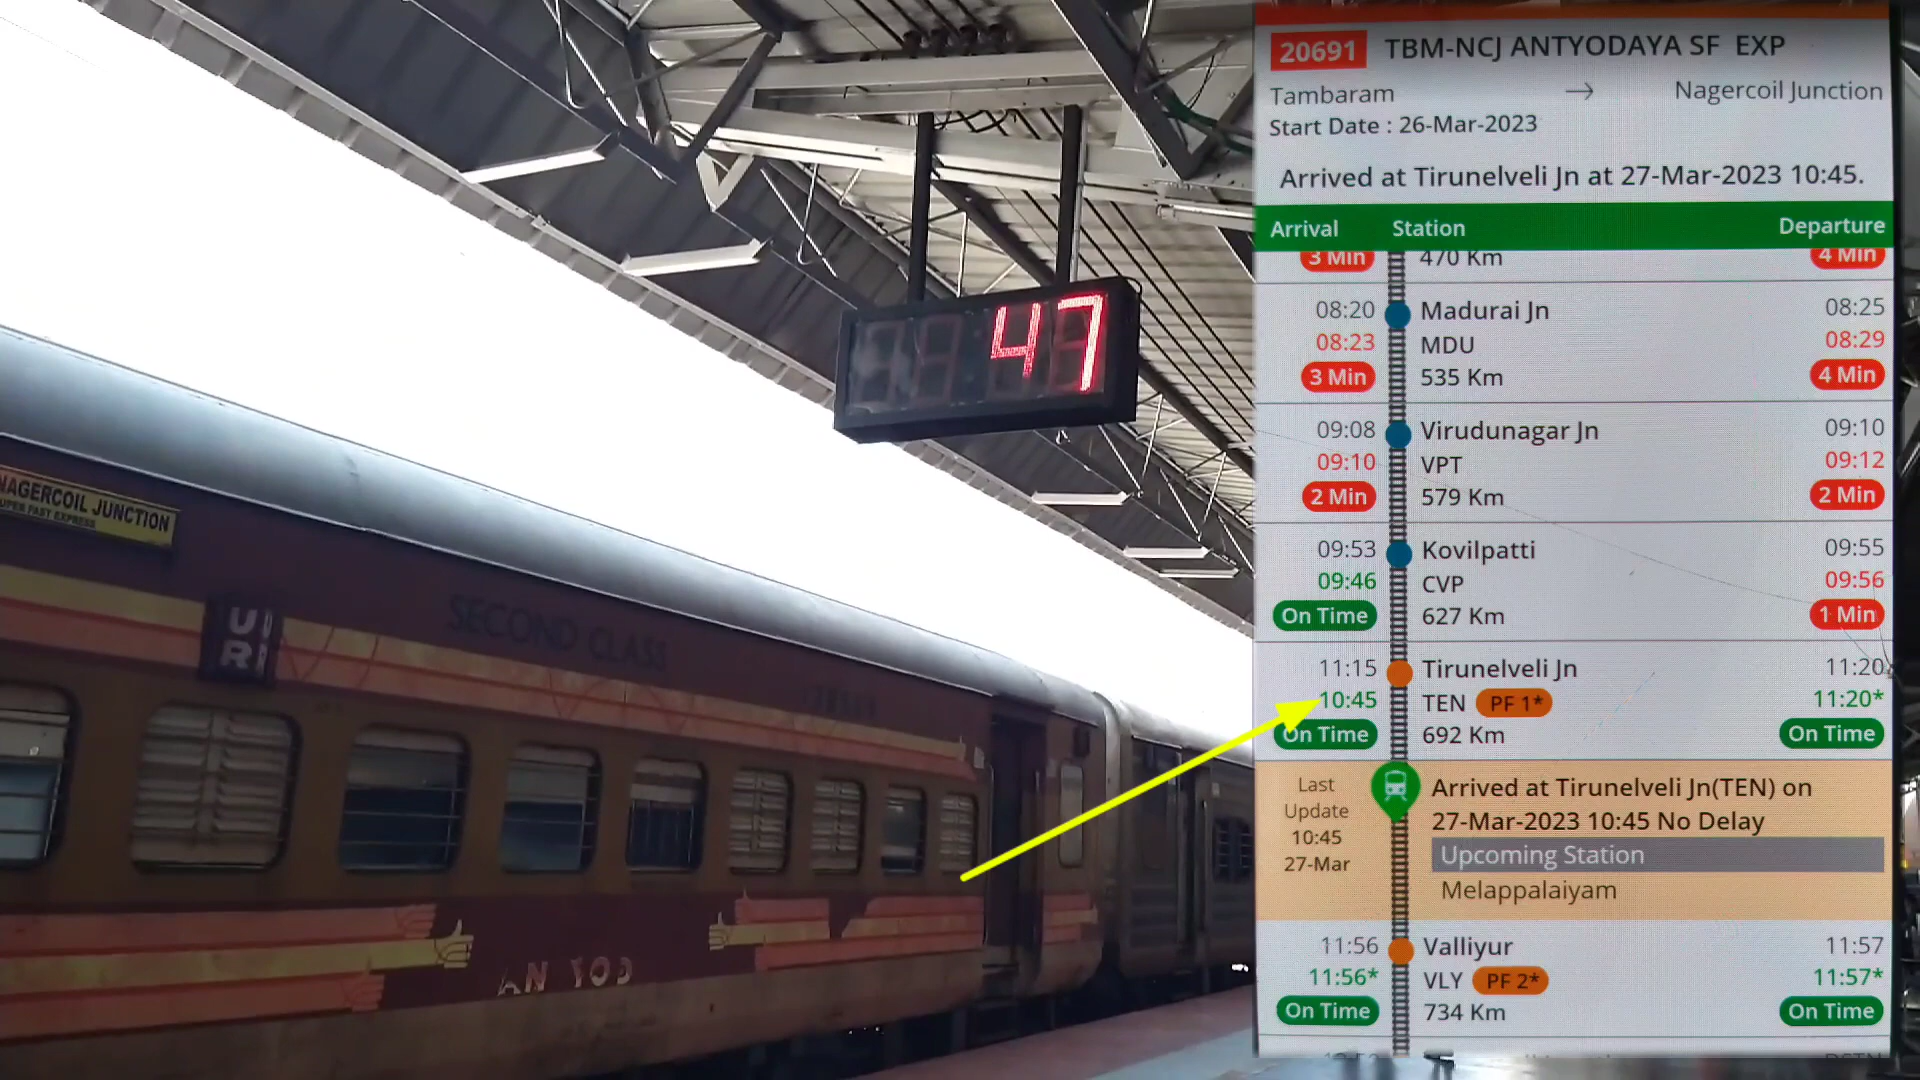 NAGERCOIL JUNCTION
SUPER FAST EXPRESS
U
R
SECOND CLASS
47
20691 TBM-NCJ ANTYODAYA SF EXP
Tambaram → Nagercoil Junction
Start Date : 26-Mar-2023
Arrived at Tirunelveli Jn at 27-Mar-2023 10:45.
Arrival Station Departure
3 Min 470 Km 4 Min
08:20 Madurai Jn 08:25
08:23 MDU 08:29
3 Min 535 Km 4 Min
09:08 Virudunagar Jn 09:10
09:10 VPT 09:12
2 Min 579 Km 2 Min
09:53 Kovilpatti 09:55
09:46 CVP 09:56
On Time 627 Km 1 Min
11:15 Tirunelveli Jn 11:20
10:45 TEN PF 1* 11:20*
On Time 692 Km On Time
Last Update 10:45 27-Mar
Arrived at Tirunelveli Jn(TEN) on
27-Mar-2023 10:45 No Delay
Upcoming Station
Melappalaiyam
11:56 Valliyur 11:57
11:56* VLY PF 2* 11:57*
On Time 734 Km On Time